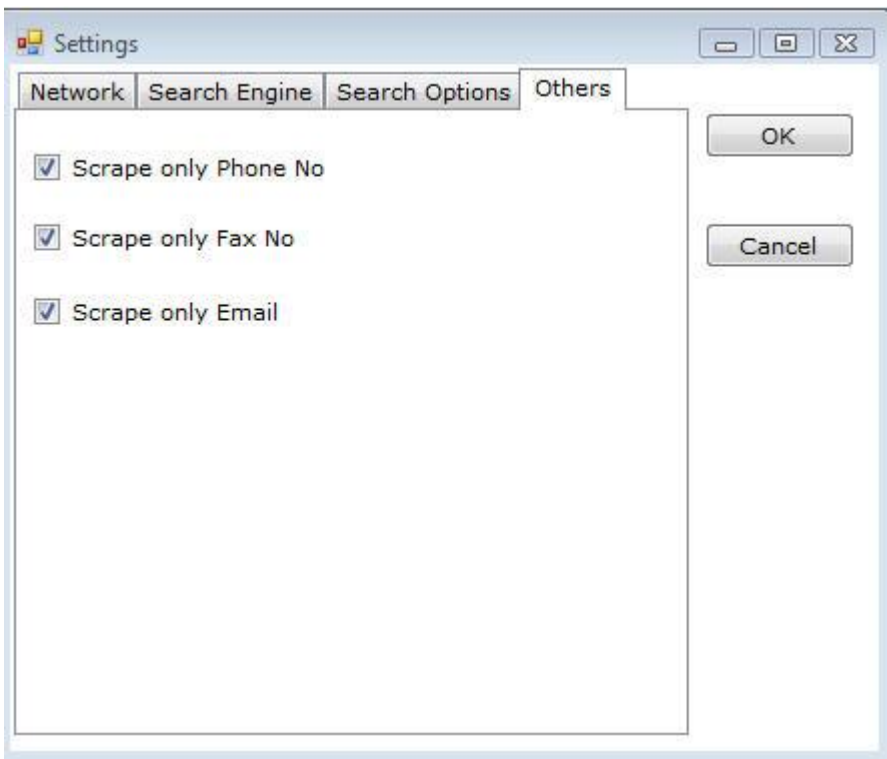 Settings
Network Search Engine Search Options Others
OK
Scrape only Phone No
Scrape only Fax No
Cancel
Scrape only Email